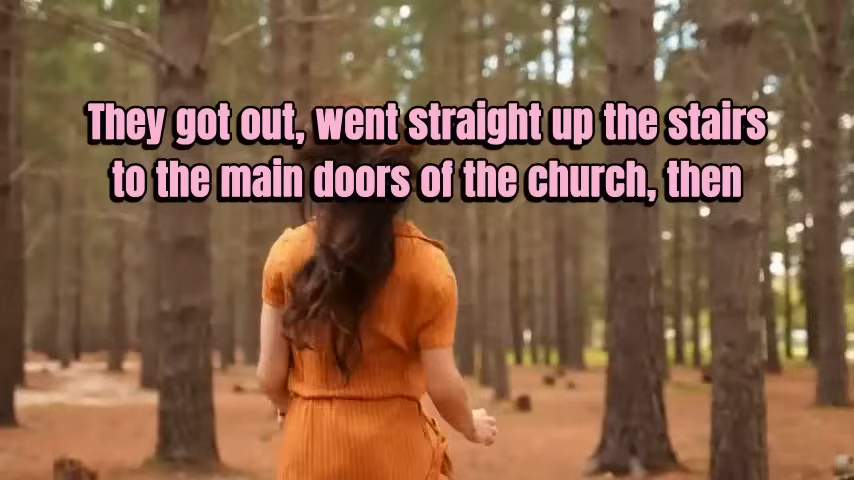 They got out, went straight up the stairs
to the main doors of the church, then